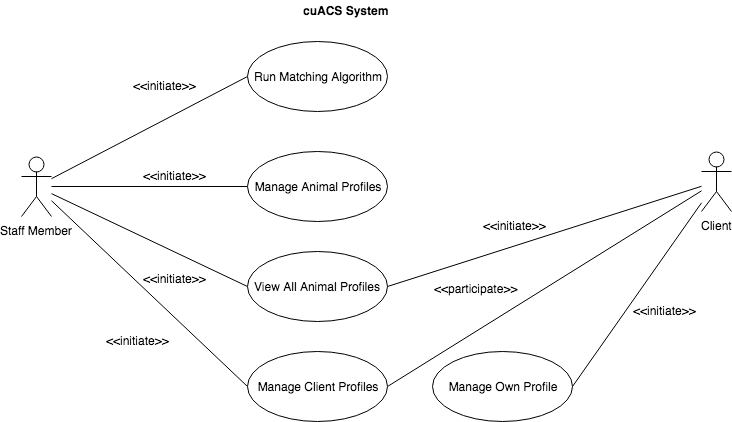 cuACS System
Run Matching Algorithm
<<initiate>>
<<initiate>>
Manage Animal Profiles
Staff Member
Client
<<initiate>>
<<initiate>>
View All Animal Profiles
<<participate>>
<<initiate>>
<<initiate>>
Manage Client Profiles
Manage Own Profile